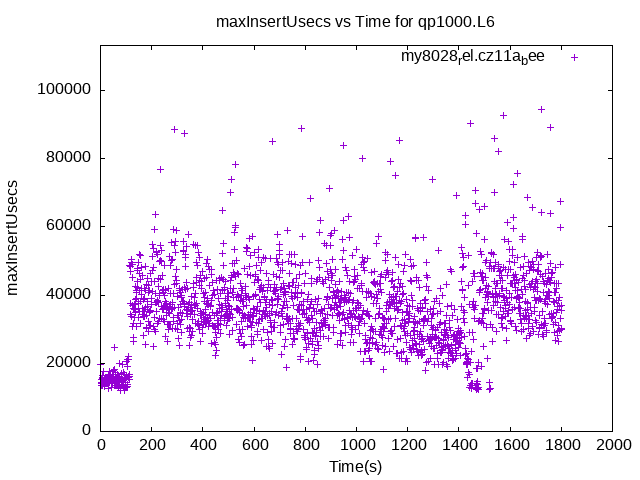 maxInsertUsecs vs Time for qp1000.L6
my8028rel.cz11abee
100000
80000
60000
40000
20000
0
maxInsertUsecs
0 200 400 600 800 1000 1200 1400 1600 1800 2000
Time(s)